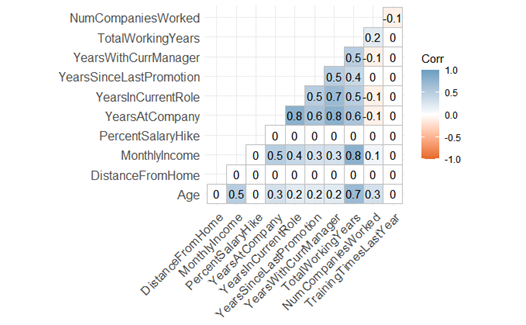 NumCompaniesWorked -0.1
TotalWorkingYears 0.2 0
YearsWithCurrManager 0.5 -0.1 0
YearsSinceLastPromotion 0.5 0.4 0 0
YearsInCurrentRole 0.5 0.7 0.5 -0.1 0
YearsAtCompany 0.8 0.6 0.8 0.6 -0.1 0
PercentSalaryHike 0 0 0 0 0 0 0
MonthlyIncome 0 0.5 0.4 0.3 0.3 0.8 0.1 0
DistanceFromHome 0 0 0 0 0 0 0 0 0
Age 0 0.5 0 0.3 0.2 0.2 0.2 0.7 0.3 0
DistanceFromHome
MonthlyIncome
PercentSalaryHike
YearsAtCompany
YearsInCurrentRole
YearsSinceLastPromotion
YearsWithCurrManager
TotalWorkingYears
NumCompaniesWorked
TrainingTimesLastYear
Corr
1.0
0.5
0.0
-0.5
-1.0